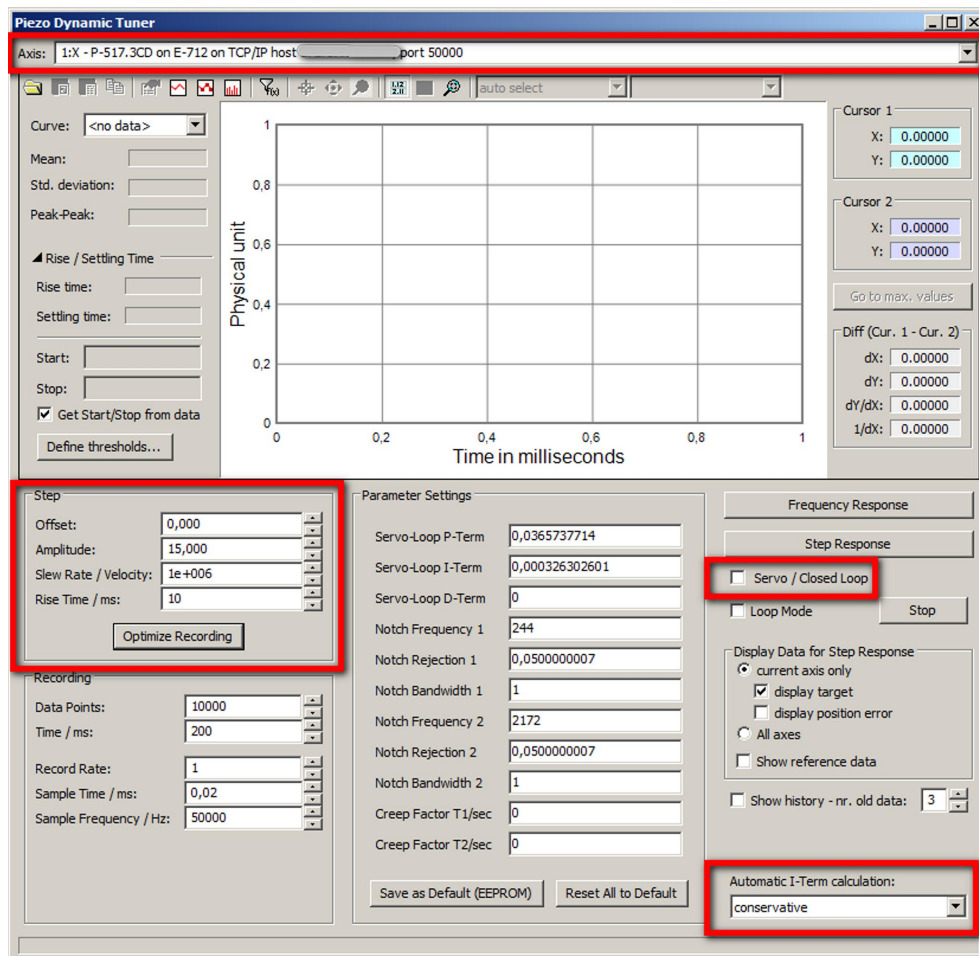 Piezo Dynamic Tuner
Axis: 1:X - P-517.3CD on E-712 on TCP/IP host port 50000
F(x)
1.12
2.11
auto select
Curve: <no data>
Mean:
Std. deviation:
Peak-Peak:
Rise / Settling Time
Rise time:
Settling time:
Start:
Stop:
Get Start/Stop from data
Define thresholds...
Physical unit
1
0,8
0,6
0,4
0,2
0
0 0,2 0,4 0,6 0,8 1
Time in milliseconds
Cursor 1
X: 0.00000
Y: 0.00000
Cursor 2
X: 0.00000
Y: 0.00000
Go to max. values
Diff (Cur. 1 - Cur. 2)
dX: 0.00000
dY: 0.00000
dY/dX: 0.00000
1/dX: 0.00000
Step
Offset: 0,000
Amplitude: 15,000
Slew Rate / Velocity: 1e+006
Rise Time / ms: 10
Optimize Recording
Recording
Data Points: 10000
Time / ms: 200
Record Rate: 1
Sample Time / ms: 0,02
Sample Frequency / Hz: 50000
Parameter Settings
Servo-Loop P-Term 0,0365737714
Servo-Loop I-Term 0,000326302601
Servo-Loop D-Term 0
Notch Frequency 1 244
Notch Rejection 1 0,0500000007
Notch Bandwidth 1 1
Notch Frequency 2 2172
Notch Rejection 2 0,0500000007
Notch Bandwidth 2 1
Creep Factor T1/sec 0
Creep Factor T2/sec 0
Save as Default (EEPROM) Reset All to Default
Frequency Response
Step Response
Servo / Closed Loop
Loop Mode Stop
Display Data for Step Response
current axis only
display target
display position error
All axes
Show reference data
Show history - nr. old data: 3
Automatic I-Term calculation:
conservative